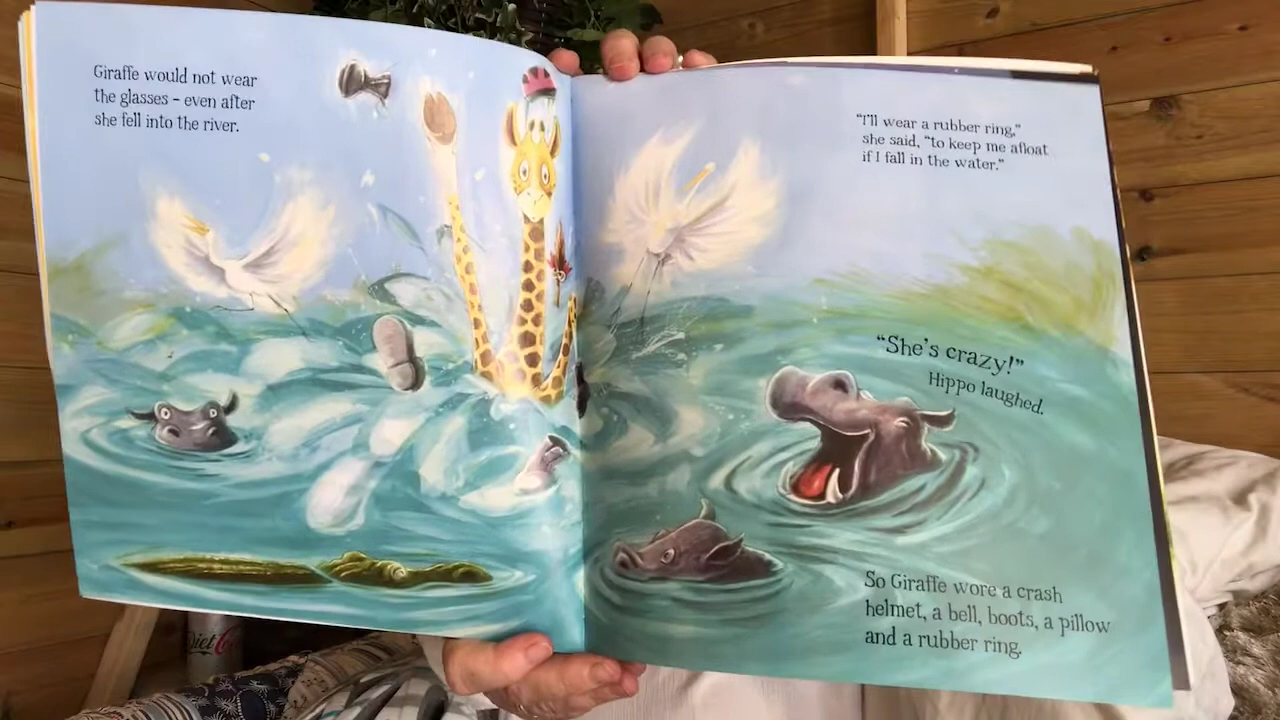 Giraffe would not wear
the glasses – even after
she fell into the river.
"I'll wear a rubber ring,"
she said, "to keep me afloat
if I fall in the water."
"She's crazy!"
Hippo laughed.
So Giraffe wore a crash
helmet, a bell, boots, a pillow
and a rubber ring.
Diet